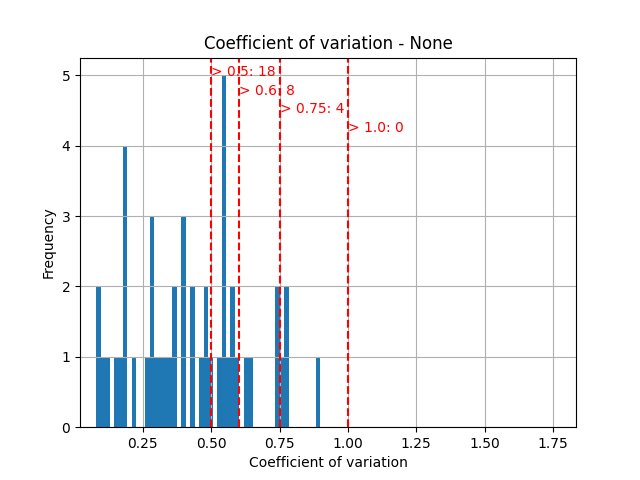 Coefficient of variation - None
> 0.5: 18
> 0.6: 8
> 0.75: 4
> 1.0: 0
Frequency
5
4
3
2
1
0
0.25 0.50 0.75 1.00 1.25 1.50 1.75
Coefficient of variation